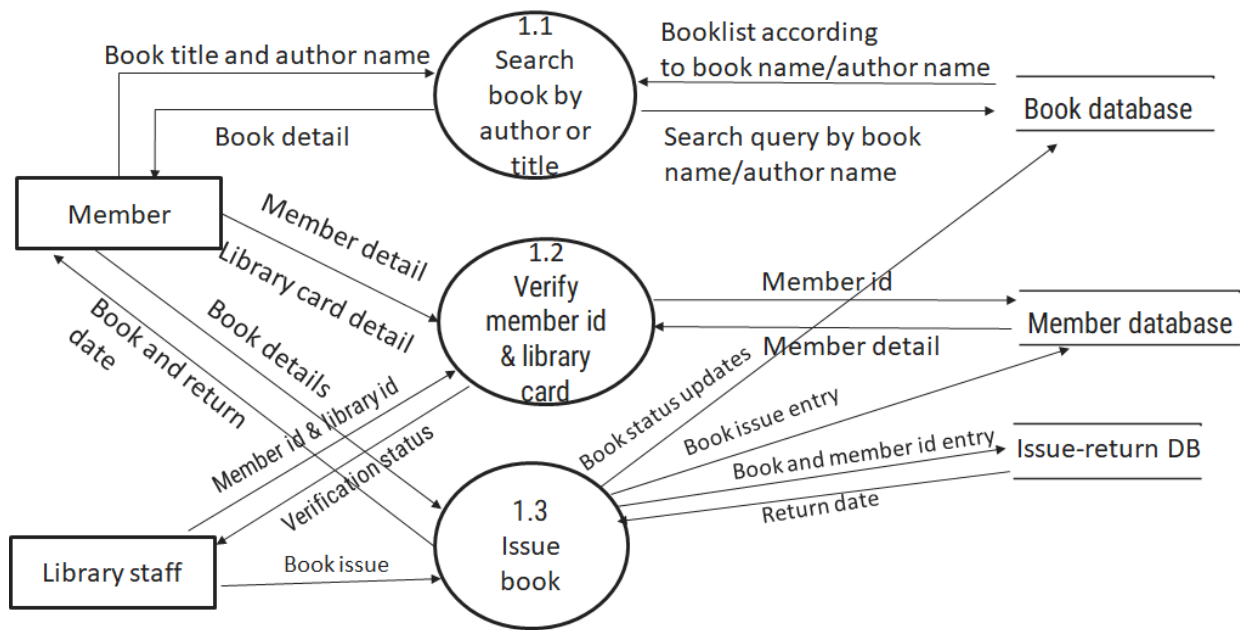 Book title and author name
1.1
Search
book by
author or
title
Booklist according
to book name/author name
Book database
Book detail
Search query by book
name/author name
Member
Member detail
Library card detail
1.2
Verify
member id
& library
card
Member id
Member database
Member detail
Book and return
date
Book details
Member id & library id
Verification status
Book status updates
Book issue entry
Book and member id entry
Issue-return DB
Return date
1.3
Issue
book
Library staff
Book issue